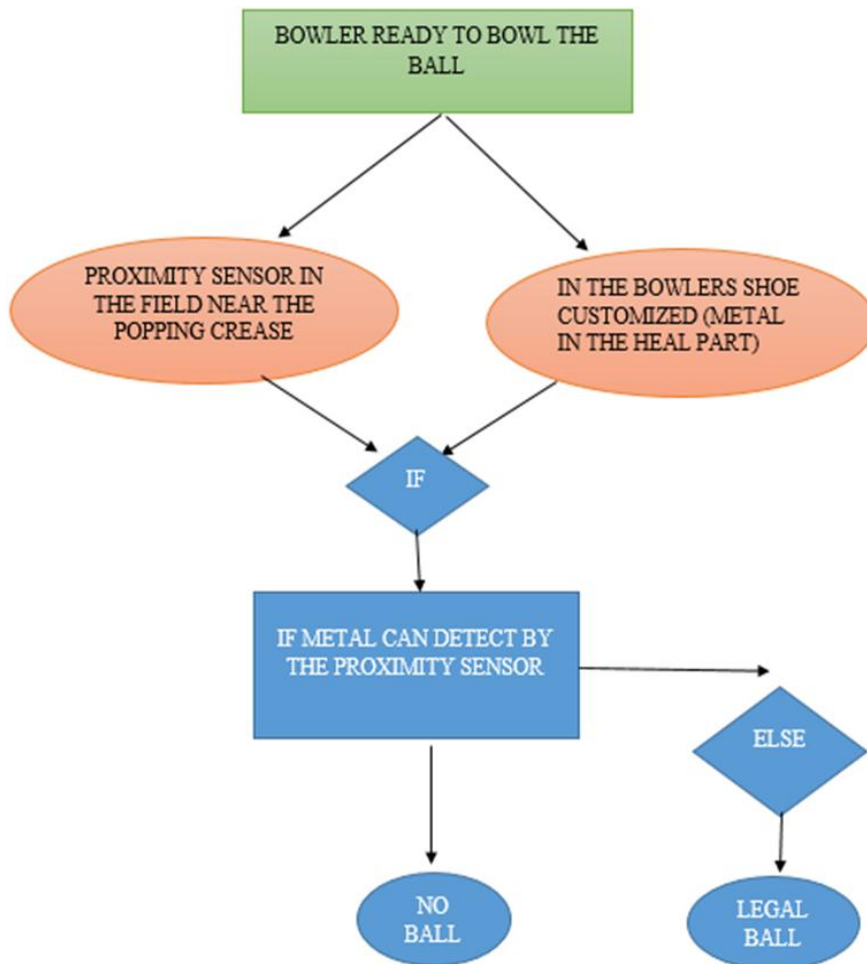 BOWLER READY TO BOWL THE
BALL
PROXIMITY SENSOR IN
THE FIELD NEAR THE
POPPING CREASE
IN THE BOWLERS SHOE
CUSTOMIZED (METAL
IN THE HEAL PART)
IF
IF METAL CAN DETECT BY
THE PROXIMITY SENSOR
ELSE
NO
BALL
LEGAL
BALL